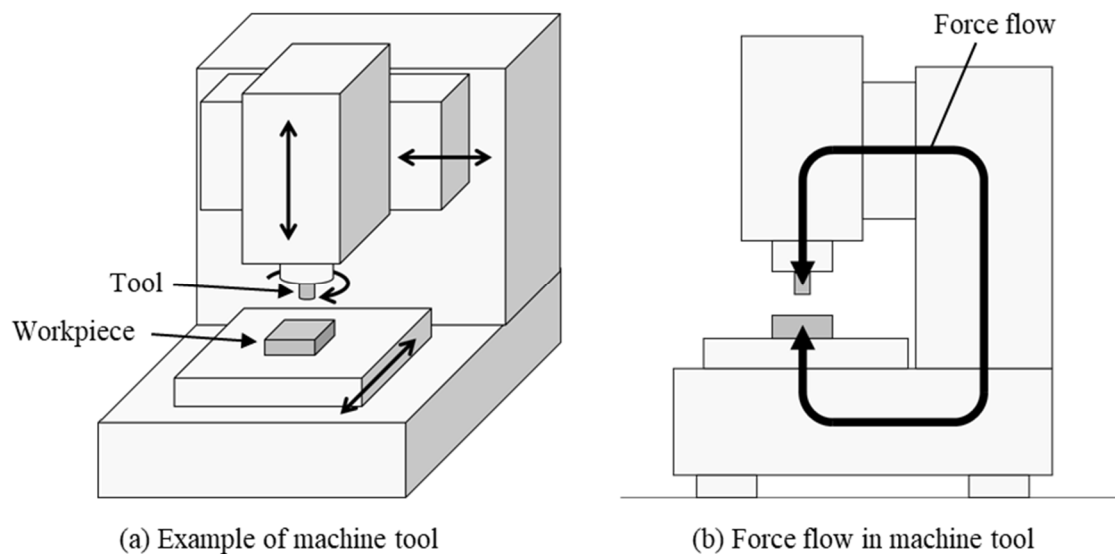 Force flow
Tool
Workpiece
(a) Example of machine tool
(b) Force flow in machine tool